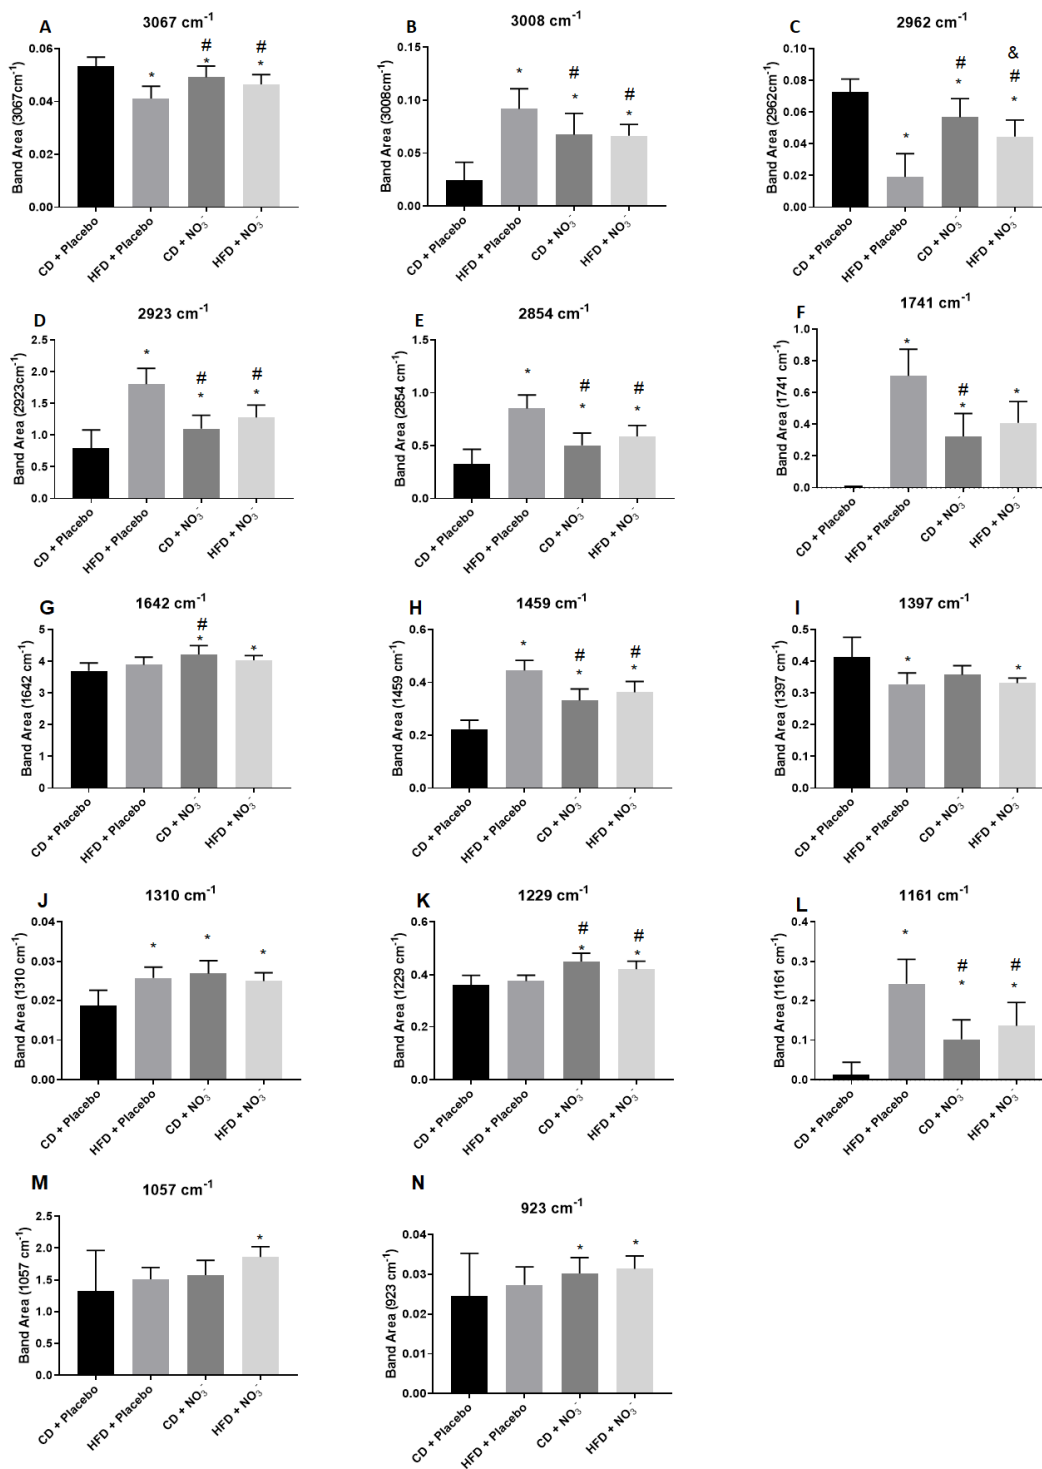 A
3067 cm-1
Band Area (3067cm-1)
0.06
0.04
0.02
0.00
*
#
*
#
*
CD + Placebo
HFD + Placebo
CD + NO3-
HFD + NO3-
B
3008 cm-1
Band Area (3008cm-1)
0.15
0.10
0.05
0.00
*
#
*
#
*
CD + Placebo
HFD + Placebo
CD + NO3-
HFD + NO3-
C
2962 cm-1
Band Area (2962cm-1)
0.10
0.08
0.06
0.04
0.02
0.00
*
#
*
&
#
*
CD + Placebo
HFD + Placebo
CD + NO3-
HFD + NO3-
D
2923 cm-1
Band Area (2923cm-1)
2.5
2.0
1.5
1.0
0.5
0.0
*
#
*
#
*
CD + Placebo
HFD + Placebo
CD + NO3-
HFD + NO3-
E
2854 cm-1
Band Area (2854 cm-1)
1.5
1.0
0.5
0.0
*
#
*
#
*
CD + Placebo
HFD + Placebo
CD + NO3-
HFD + NO3-
F
1741 cm-1
Band Area (1741 cm-1)
1.0
0.8
0.6
0.4
0.2
0.0
*
#
*
*
CD + Placebo
HFD + Placebo
CD + NO3-
HFD + NO3-
G
1642 cm-1
Band Area (1642 cm-1)
5
4
3
2
1
0
#
*
*
CD + Placebo
HFD + Placebo
CD + NO3-
HFD + NO3-
H
1459 cm-1
Band Area (1459 cm-1)
0.6
0.4
0.2
0.0
*
#
*
#
*
CD + Placebo
HFD + Placebo
CD + NO3-
HFD + NO3-
I
1397 cm-1
Band Area (1397 cm-1)
0.5
0.4
0.3
0.2
0.1
0.0
*
*
CD + Placebo
HFD + Placebo
CD + NO3-
HFD + NO3-
J
1310 cm-1
Band Area (1310 cm-1)
0.04
0.03
0.02
0.01
0.00
*
*
*
CD + Placebo
HFD + Placebo
CD + NO3-
HFD + NO3-
K
1229 cm-1
Band Area (1229 cm-1)
0.6
0.4
0.2
0.0
#
*
#
*
CD + Placebo
HFD + Placebo
CD + NO3-
HFD + NO3-
L
1161 cm-1
Band Area (1161 cm-1)
0.4
0.3
0.2
0.1
0.0
*
#
*
#
*
CD + Placebo
HFD + Placebo
CD + NO3-
HFD + NO3-
M
1057 cm-1
Band Area (1057 cm-1)
2.5
2.0
1.5
1.0
0.5
0.0
*
CD + Placebo
HFD + Placebo
CD + NO3-
HFD + NO3-
N
923 cm-1
Band Area (923 cm-1)
0.04
0.03
0.02
0.01
0.00
*
*
CD + Placebo
HFD + Placebo
CD + NO3-
HFD + NO3-